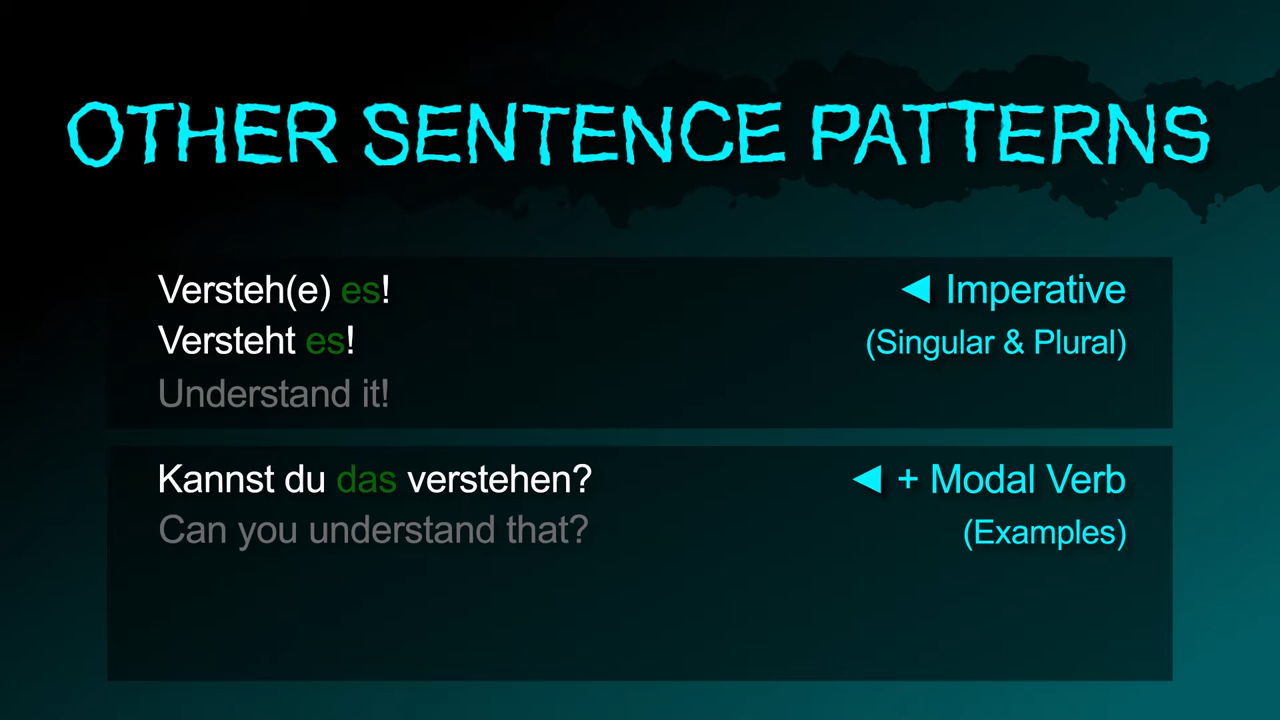 OTHER SENTENCE PATTERNS
Versteh(e) es!
◄ Imperative
Versteht es!
(Singular & Plural)
Understand it!
Kannst du das verstehen?
◄ + Modal Verb
Can you understand that?
(Examples)